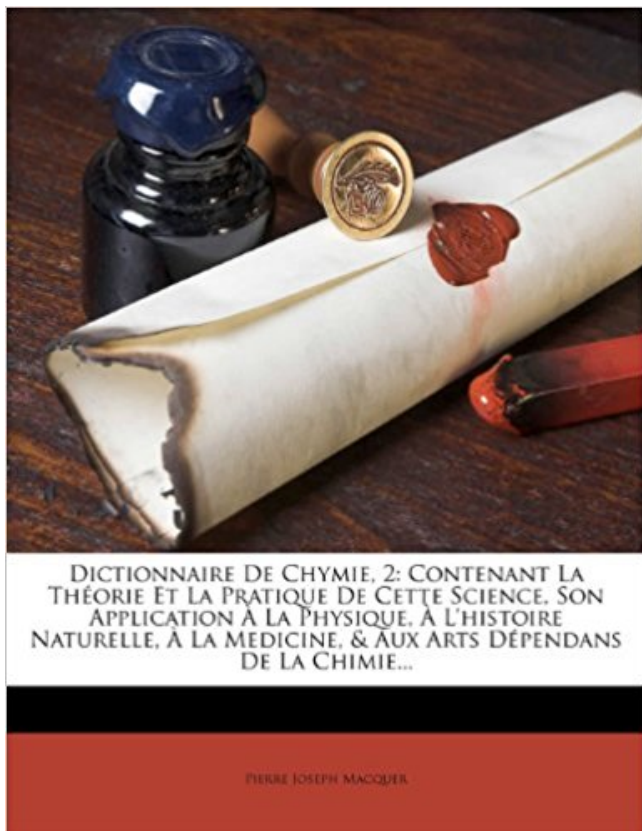 DICTIONNAIRE DE CHYMIE, 2: CONTENANT LA
THÉORIE ET LA PRATIQUE DE CETTE SCIENCE, SON
APPLICATION À LA PHYSIQUE, À L'HISTOIRE
NATURELLE, À LA MEDICINE, & AUX ARTS DÉPENDANS
DE LA CHIMIE...
PIERRE JOSEPH MACQUER